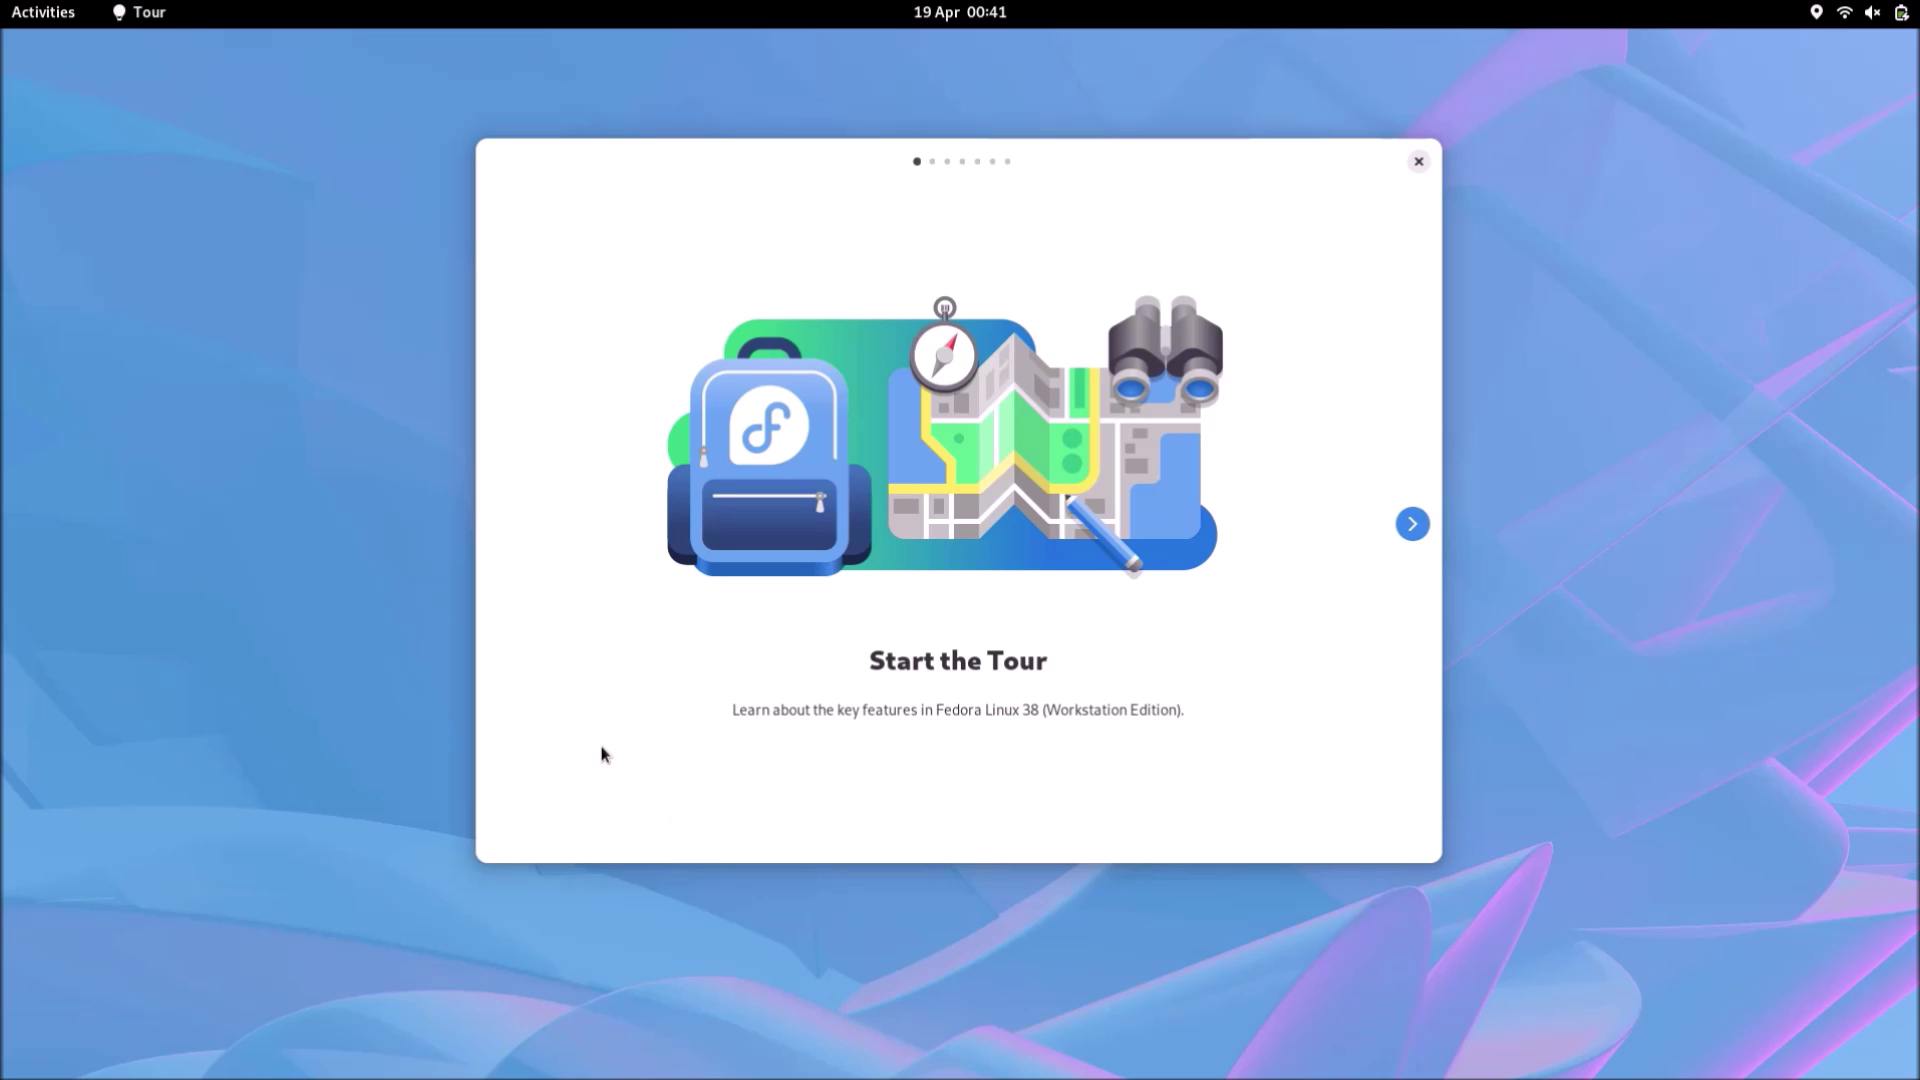 Activities
Tour
19 Apr 00:41
Start the Tour
Learn about the key features in Fedora Linux 38 (Workstation Edition).